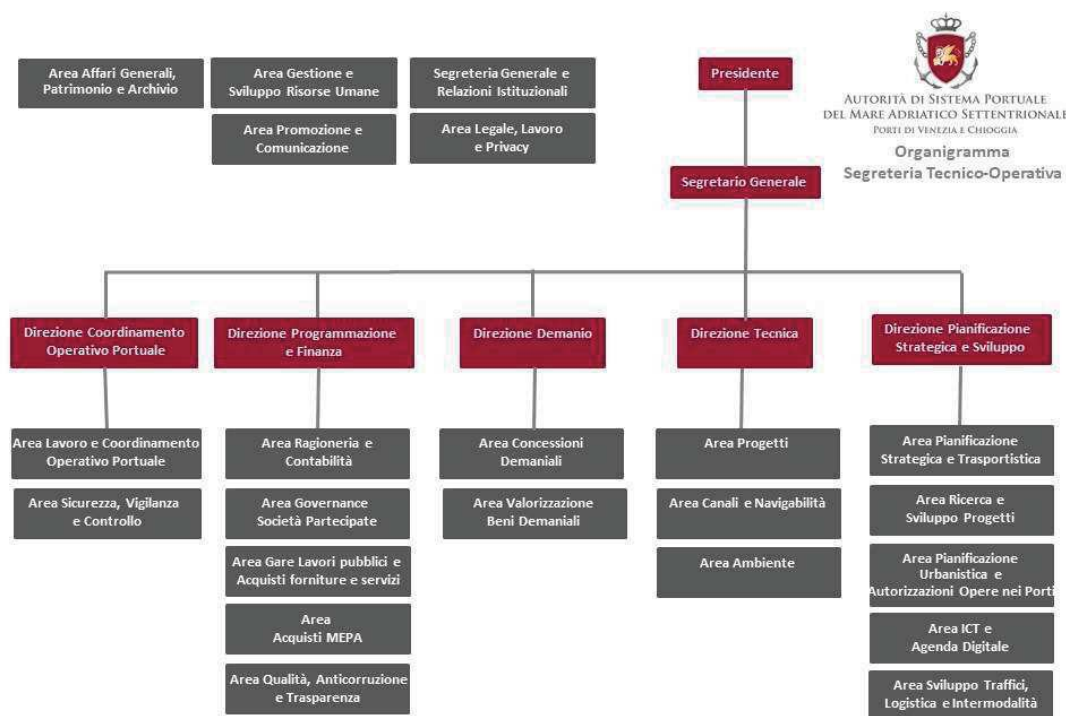 Area Affari Generali,
Patrimonio e Archivio
Area Gestione e
Sviluppo Risorse Umane
Segreteria Generale e
Relazioni Istituzionali
Area Promozione e
Comunicazione
Area Legale, Lavoro
e Privacy
Presidente
AUTORITÀ DI SISTEMA PORTUALE
DEL MARE ADRIATICO SETTENTRIONALE
PORTI DI VENEZIA E CHIOGGIA
Organigramma
Segreteria Tecnico-Operativa
Segretario Generale
Direzione Coordinamento
Operativo Portuale
Direzione Programmazione
e Finanza
Direzione Demanio
Direzione Tecnica
Direzione Pianificazione
Strategica e Sviluppo
Area Lavoro e Coordinamento
Operativo Portuale
Area Sicurezza, Vigilanza
e Controllo
Area Ragioneria e
Contabilità
Area Governance
Società Partecipate
Area Gare Lavori pubblici e
Acquisti forniture e servizi
Area
Acquisti MEPA
Area Qualità, Anticorruzione
e Trasparenza
Area Concessioni
Demaniali
Area Valorizzazione
Beni Demaniali
Area Progetti
Area Canali e Navigabilità
Area Ambiente
Area Pianificazione
Strategica e Trasportistica
Area Ricerca e
Sviluppo Progetti
Area Pianificazione
Urbanistica e
Autorizzazioni Opere nei Porti
Area ICT e
Agenda Digitale
Area Sviluppo Traffici,
Logistica e Intermodalità